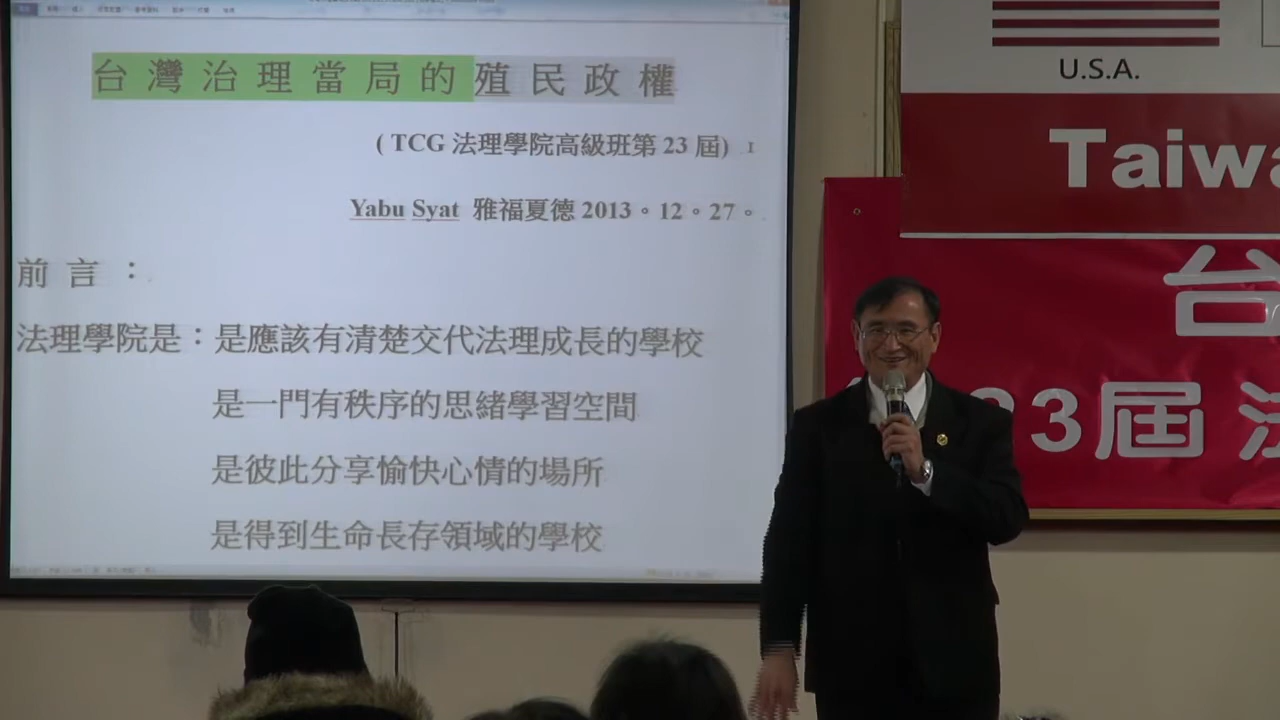 台灣治理當局的殖民政權
( TCG 法理學院高級班第 23 屆)
Yabu Syat 雅福夏德 2013。12。27。
前言：
法理學院是：是應該有清楚交代法理成長的學校
是一門有秩序的思緒學習空間
是彼此分享愉快心情的場所
是得到生命長存領域的學校
U.S.A.
Taiwa
台
23屆 法